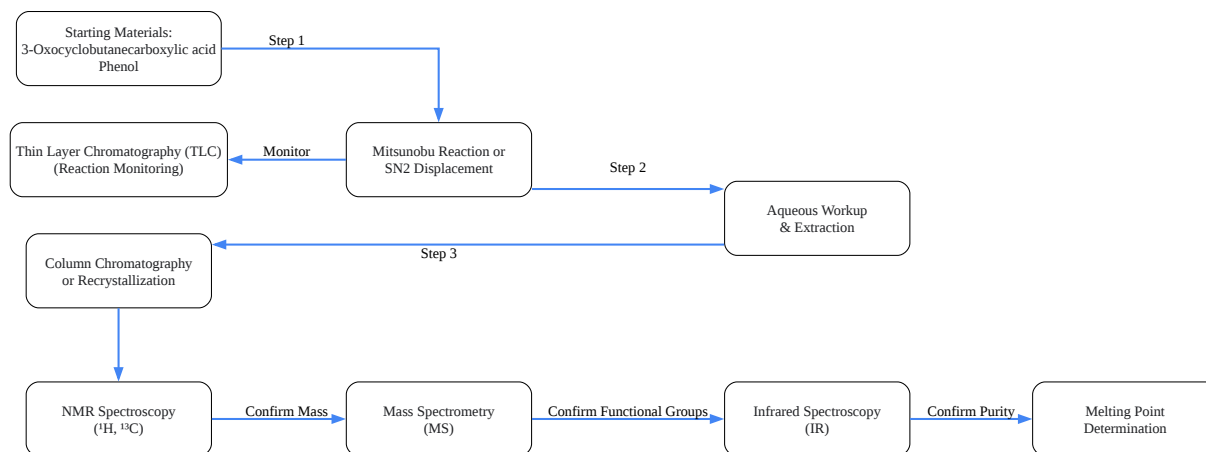 Starting Materials:
3-Oxocyclobutanecarboxylic acid
Phenol
Step 1
Thin Layer Chromatography (TLC)
(Reaction Monitoring)
Monitor
Mitsunobu Reaction or
SN2 Displacement
Step 2
Aqueous Workup
& Extraction
Step 3
Column Chromatography
or Recrystallization
NMR Spectroscopy
(¹H, ¹³C)
Confirm Mass
Mass Spectrometry
(MS)
Confirm Functional Groups
Infrared Spectroscopy
(IR)
Confirm Purity
Melting Point
Determination